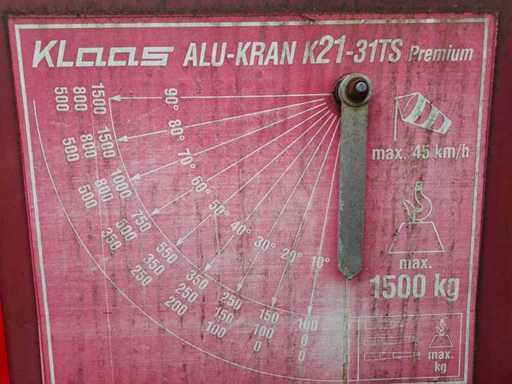 KLaas ALU-KRAN K21-31TS Premium
90° 80° 70° 60° 50° 40° 30° 20° 10°
1500 800 500
1500 800 500
1000 800 500
750 500 350
550 350 250
350 250 200
250 150 100
150 100 0
100 0 0
max. 45 km/h
max.
1500 kg
max.
kg